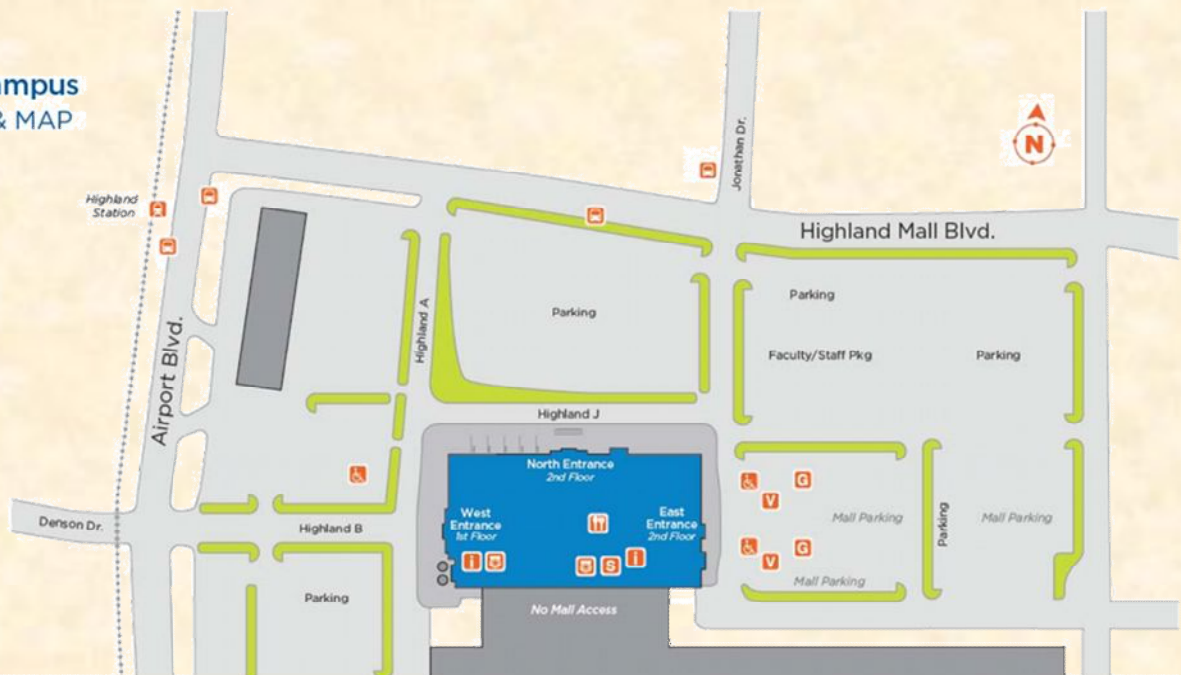 ampus
& MAP
N
Jonathan Dr.
Highland
Station
Highland Mall Blvd.
Parking
Parking
Highland A
Faculty/Staff Pkg
Parking
Airport Blvd.
Highland J
North Entrance
2nd Floor
G
V
West
Entrance
1st Floor
East
Entrance
2nd Floor
Mall Parking
Parking
Mall Parking
Denson Dr.
Highland B
G
V
i
S
i
Mall Parking
Parking
No Mall Access